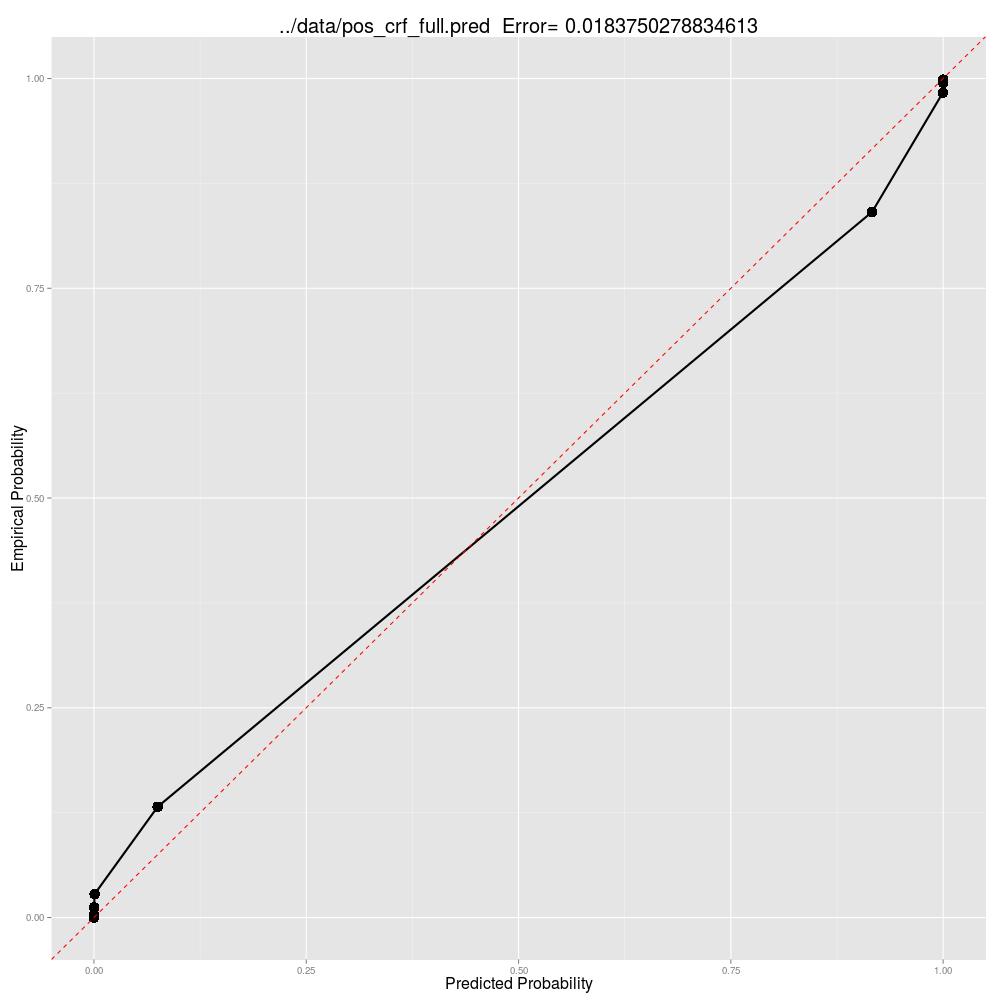 ../data/pos_crf_full.pred  Error= 0.0183750278834613
1.00
0.75
0.50
0.25
0.00
Empirical Probability
0.00 0.25 0.50 0.75 1.00
Predicted Probability